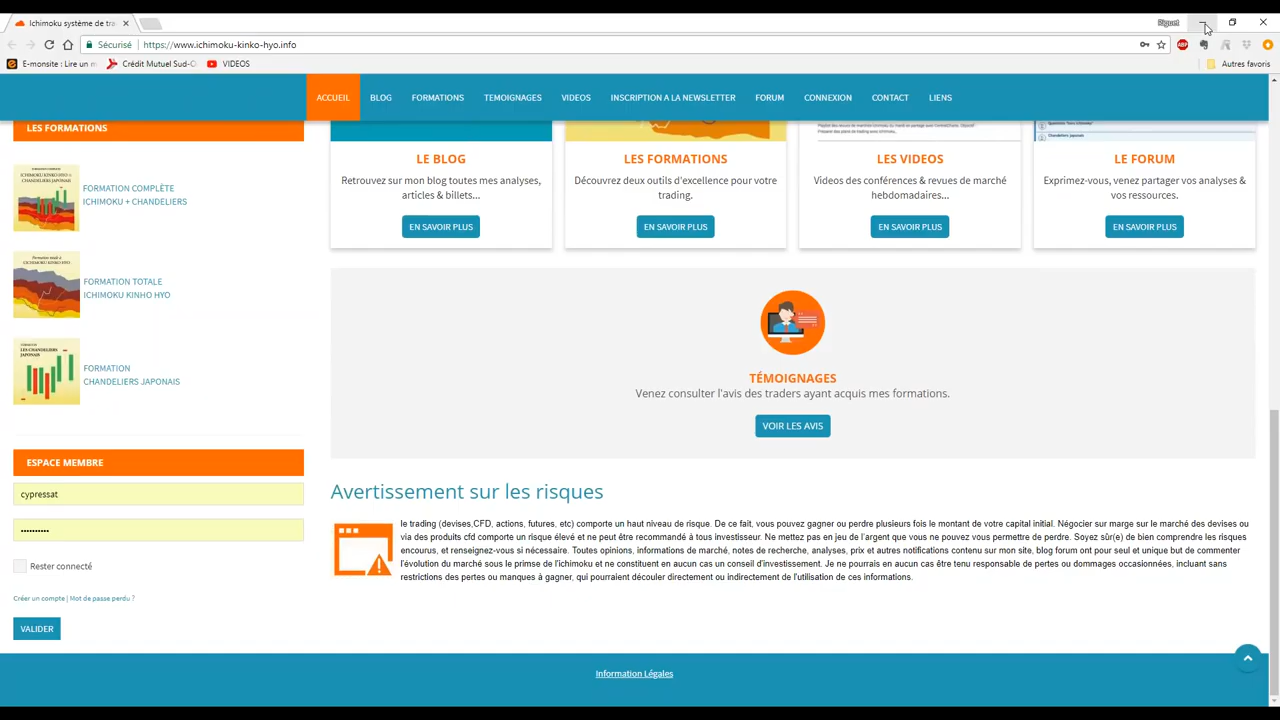 Ichimoku système de tra
Riguet
Sécurisé
https://www.ichimoku-kinko-hyo.info
E-monsite : Lire un m
Crédit Mutuel Sud-O
VIDEOS
Autres favoris
ACCUEIL
BLOG
FORMATIONS
TEMOIGNAGES
VIDEOS
INSCRIPTION A LA NEWSLETTER
FORUM
CONNEXION
CONTACT
LIENS
LES FORMATIONS
FORMATION COMPLÈTE
ICHIMOKU + CHANDELIERS
FORMATION TOTALE
ICHIMOKU KINHO HYO
LES CHANDELIERS
JAPONAIS
FORMATION
CHANDELIERS JAPONAIS
ESPACE MEMBRE
cypressat
••••••••••
Rester connecté
Créer un compte | Mot de passe perdu ?
VALIDER
LE BLOG
Retrouvez sur mon blog toutes mes analyses,
articles & billets...
EN SAVOIR PLUS
LES FORMATIONS
Découvrez deux outils d'excellence pour votre
trading.
EN SAVOIR PLUS
LES VIDEOS
Videos des conférences & revues de marché
hebdomadaires...
EN SAVOIR PLUS
Chandeliers japonais
LE FORUM
Exprimez-vous, venez partager vos analyses &
vos ressources.
EN SAVOIR PLUS
TÉMOIGNAGES
Venez consulter l'avis des traders ayant acquis mes formations.
VOIR LES AVIS
Avertissement sur les risques
le trading (devises,CFD, actions, futures, etc) comporte un haut niveau de risque. De ce fait, vous pouvez gagner ou perdre plusieurs fois le montant de votre capital initial. Négocier sur marge sur le marché des devises ou
via des produits cfd comporte un risque élevé et ne peut être recommandé à tous investisseur. Ne mettez pas en jeu de l'argent que vous ne pouvez vous permettre de perdre. Soyez sûr(e) de bien comprendre les risques
encourus, et renseignez-vous si nécessaire. Toutes opinions, informations de marché, notes de recherche, analyses, prix et autres notifications contenu sur mon site, blog forum ont pour seul et unique but de commenter
l'évolution du marché sous le primse de l'ichimoku et ne constituent en aucun cas un conseil d'investissement. Je ne pourrais en aucun cas être tenu responsable de pertes ou dommages occasionnées, incluant sans
restrictions des pertes ou manques à gagner, qui pourraient découler directement ou indirectement de l'utilisation de ces informations.
Information Légales